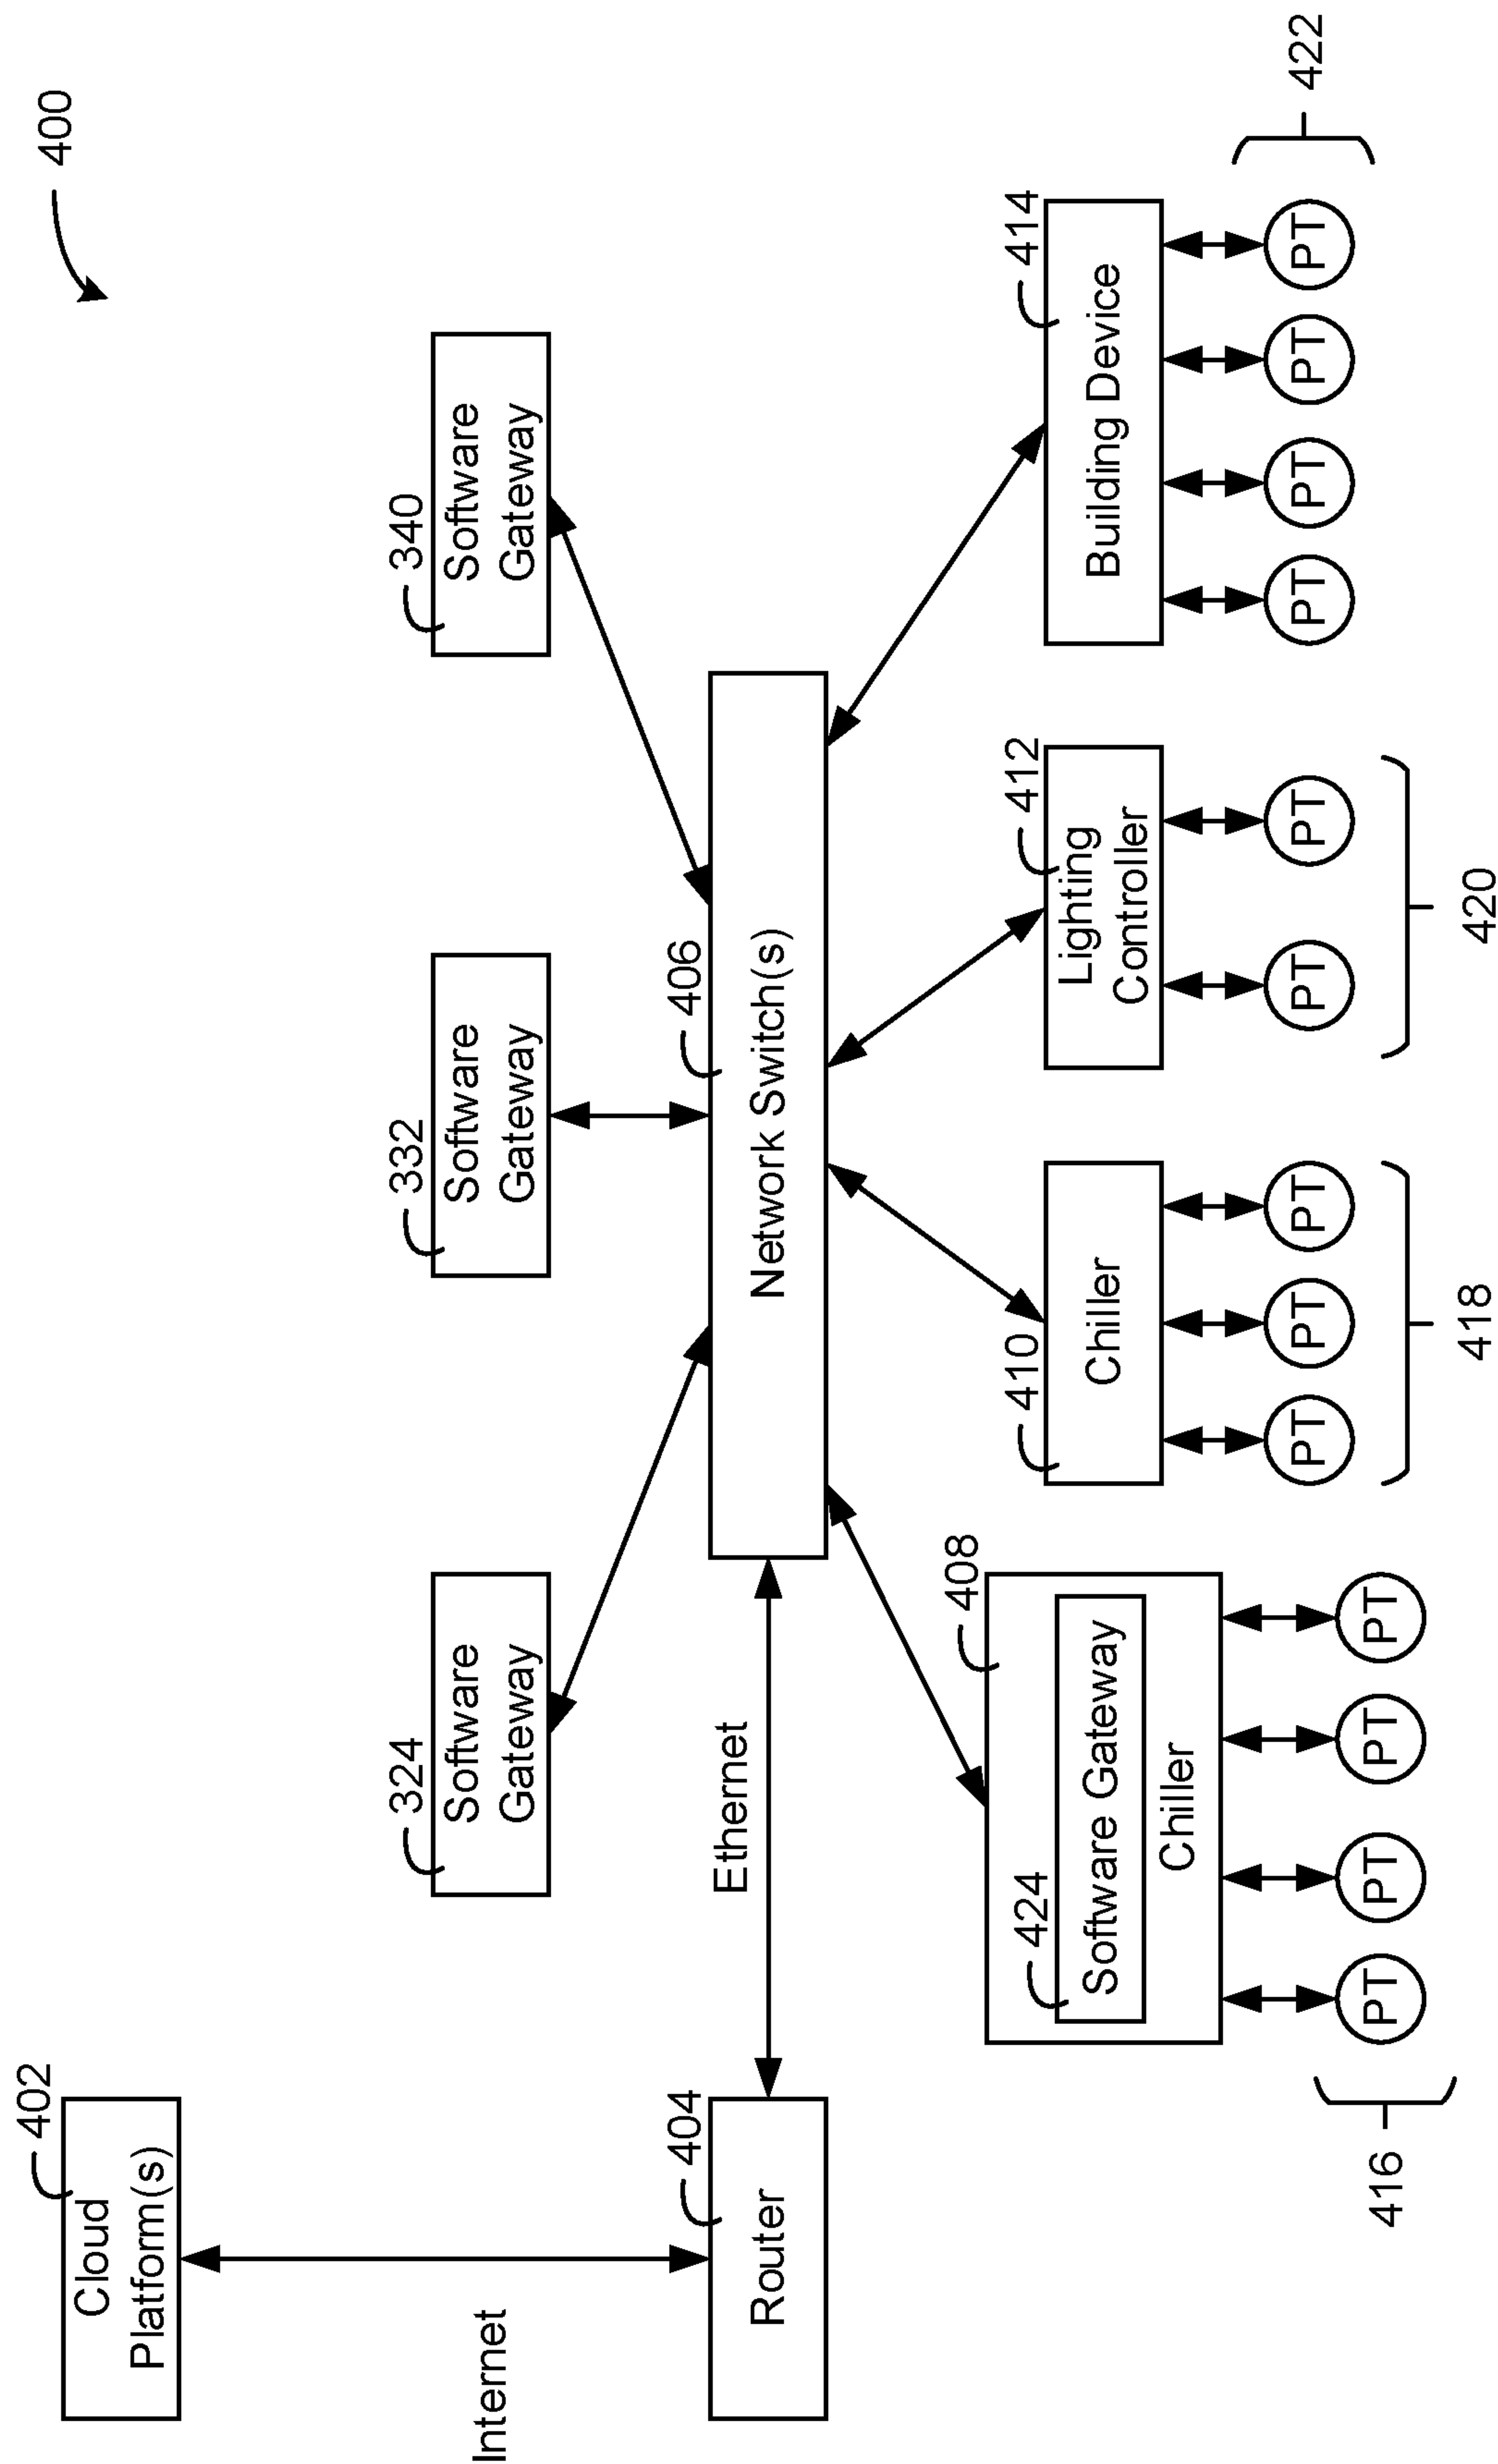 400
402
Cloud
Platform(s)
Internet
324
Software
Gateway
332
Software
Gateway
340
Software
Gateway
404
Router
Ethernet
406
Network Switch(s)
408
424
Software Gateway
Chiller
410
Chiller
412
Lighting
Controller
414
Building Device
PT
PT
PT
PT
PT
PT
PT
PT
PT
PT
PT
PT
PT
416
418
420
422